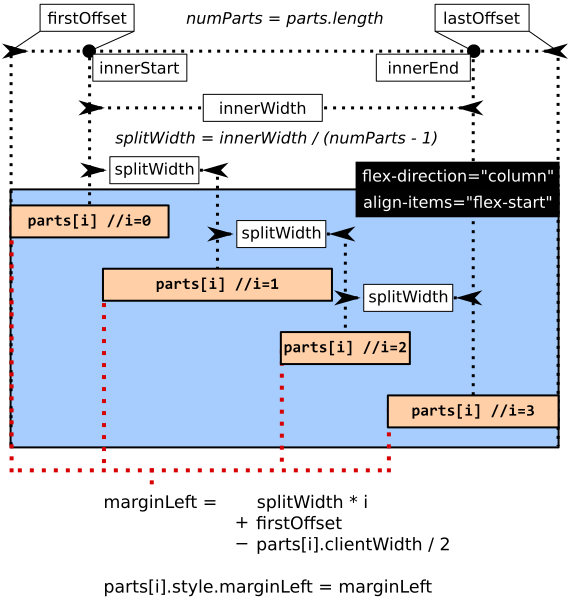 firstOffset
numParts = parts.length
lastOffset
innerStart
innerEnd
innerWidth
splitWidth = innerWidth / (numParts - 1)
splitWidth
flex-direction="column"
align-items="flex-start"
parts[i] //i=0
splitWidth
parts[i] //i=1
splitWidth
parts[i] //i=2
parts[i] //i=3
marginLeft = splitWidth * i
+ firstOffset
− parts[i].clientWidth / 2
parts[i].style.marginLeft = marginLeft